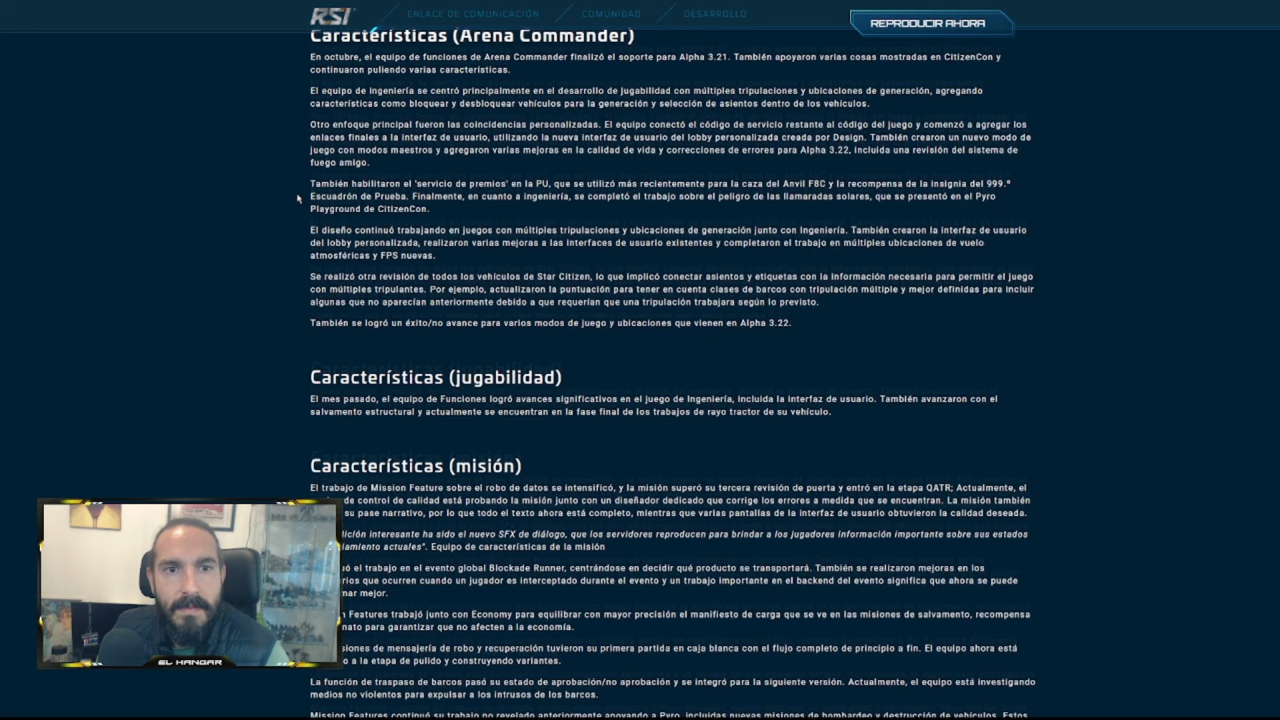 RSI
ENLACE DE COMUNICACIÓN
COMUNIDAD
DESARROLLO
REPRODUCIR AHORA
Características (Arena Commander)
En octubre, el equipo de funciones de Arena Commander finalizó el soporte para Alpha 3.21. También apoyaron varias cosas mostradas en CitizenCon y
continuaron puliendo varias características.
El equipo de ingeniería se centró principalmente en el desarrollo de jugabilidad con múltiples tripulaciones y ubicaciones de generación, agregando
características como bloquear y desbloquear vehículos para la generación y selección de asientos dentro de los vehículos.
Otro enfoque principal fueron las coincidencias personalizadas. El equipo conectó el código de servicio restante al código del juego y comenzó a agregar los
enlaces finales a la interfaz de usuario, utilizando la nueva interfaz de usuario del lobby personalizada creada por Design. También crearon un nuevo modo de
juego con modos maestros y agregaron varias mejoras en la calidad de vida y correcciones de errores para Alpha 3.22, incluida una revisión del sistema de
fuego amigo.
También habilitaron el 'servicio de premios' en la PU, que se utilizó más recientemente para la caza del Anvil F8C y la recompensa de la insignia del 999.º
Escuadrón de Prueba. Finalmente, en cuanto a ingeniería, se completó el trabajo sobre el peligro de las llamaradas solares, que se presentó en el Pyro
Playground de CitizenCon.
El diseño continuó trabajando en juegos con múltiples tripulaciones y ubicaciones de generación junto con Ingeniería. También crearon la interfaz de usuario
del lobby personalizada, realizaron varias mejoras a las interfaces de usuario existentes y completaron el trabajo en múltiples ubicaciones de vuelo
atmosféricas y FPS nuevas.
Se realizó otra revisión de todos los vehículos de Star Citizen, lo que implicó conectar asientos y etiquetas con la información necesaria para permitir el juego
con múltiples tripulantes. Por ejemplo, actualizaron la puntuación para tener en cuenta clases de barcos con tripulación múltiple y mejor definidas para incluir
algunas que no aparecían anteriormente debido a que requerían que una tripulación trabajara según lo previsto.
También se logró un éxito/no avance para varios modos de juego y ubicaciones que vienen en Alpha 3.22.
Características (jugabilidad)
El mes pasado, el equipo de Funciones logró avances significativos en el juego de Ingeniería, incluida la interfaz de usuario. También avanzaron con el
salvamento estructural y actualmente se encuentran en la fase final de los trabajos de rayo tractor de su vehículo.
Características (misión)
El trabajo de Mission Feature sobre el robo de datos se intensificó, y la misión superó su tercera revisión de puerta y entró en la etapa QATR; Actualmente, el
de control de calidad está probando la misión junto con un diseñador dedicado que corrige los errores a medida que se encuentran. La misión también
su pase narrativo, por lo que todo el texto ahora está completo, mientras que varias pantallas de la interfaz de usuario obtuvieron la calidad deseada.
dición interesante ha sido el nuevo SFX de diálogo, que los servidores reproducen para brindar a los jugadores información importante sobre sus estados
amiento actuales". Equipo de características de la misión
uó el trabajo en el evento global Blockade Runner, centrándose en decidir qué producto se transportará. También se realizaron mejoras en los
rios que ocurren cuando un jugador es interceptado durante el evento y un trabajo importante en el backend del evento significa que ahora se puede
mar mejor.
n Features trabajó junto con Economy para equilibrar con mayor precisión el manifiesto de carga que se ve en las misiones de salvamento, recompensa
nato para garantizar que no afecten a la economía.
siones de mensajería de robo y recuperación tuvieron su primera partida en caja blanca con el flujo completo de principio a fin. El equipo ahora está
o a la etapa de pulido y construyendo variantes.
La función de traspaso de barcos pasó su estado de aprobación/no aprobación y se integró para la siguiente versión. Actualmente, el equipo está investigando
medios no violentos para expulsar a los intrusos de los barcos.
Mission Features continuó su trabajo no revelado anteriormente apoyando a Pyro, incluidas nuevas misiones de bombardeo y destrucción de vehículos. Estos
EL HANGAR